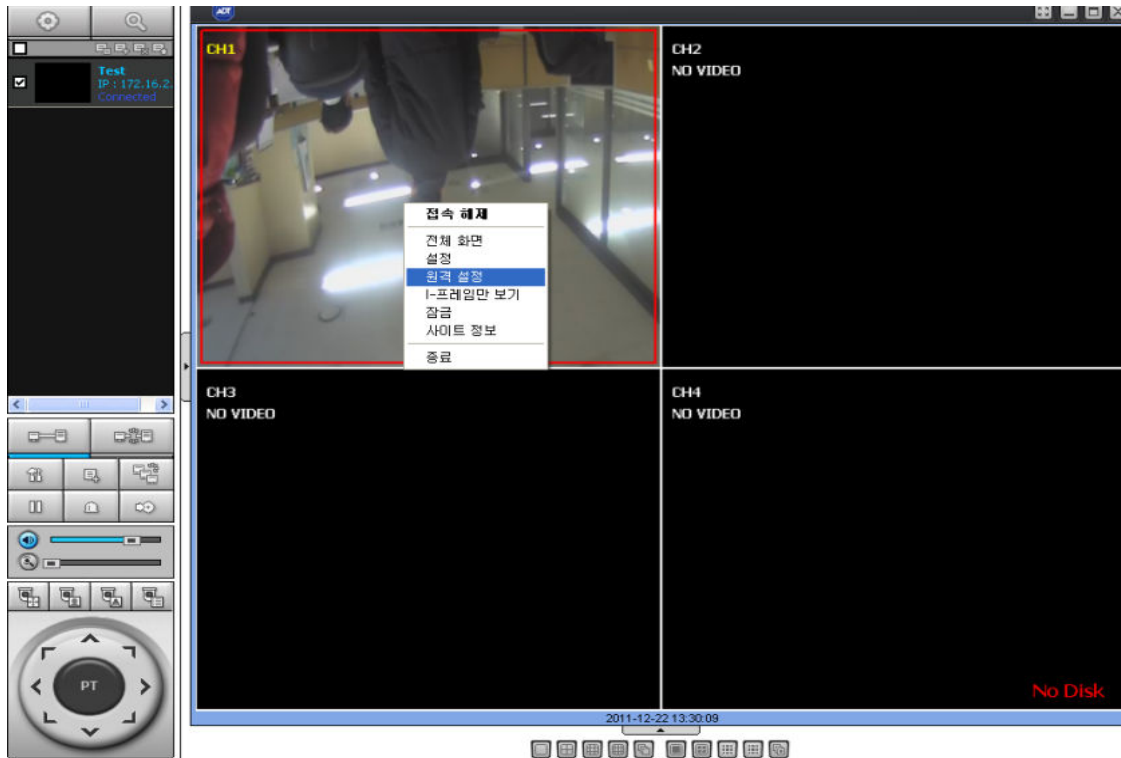 ADT
Test
IP : 172.16.2.
Connected
CH1
CH2
NO VIDEO
접속 해제
전체 화면
설정
원격 설정
I-프레임만 보기
잠금
사이트 정보
종료
CH3
NO VIDEO
CH4
NO VIDEO
PT
No Disk
2011-12-22 13:30:09